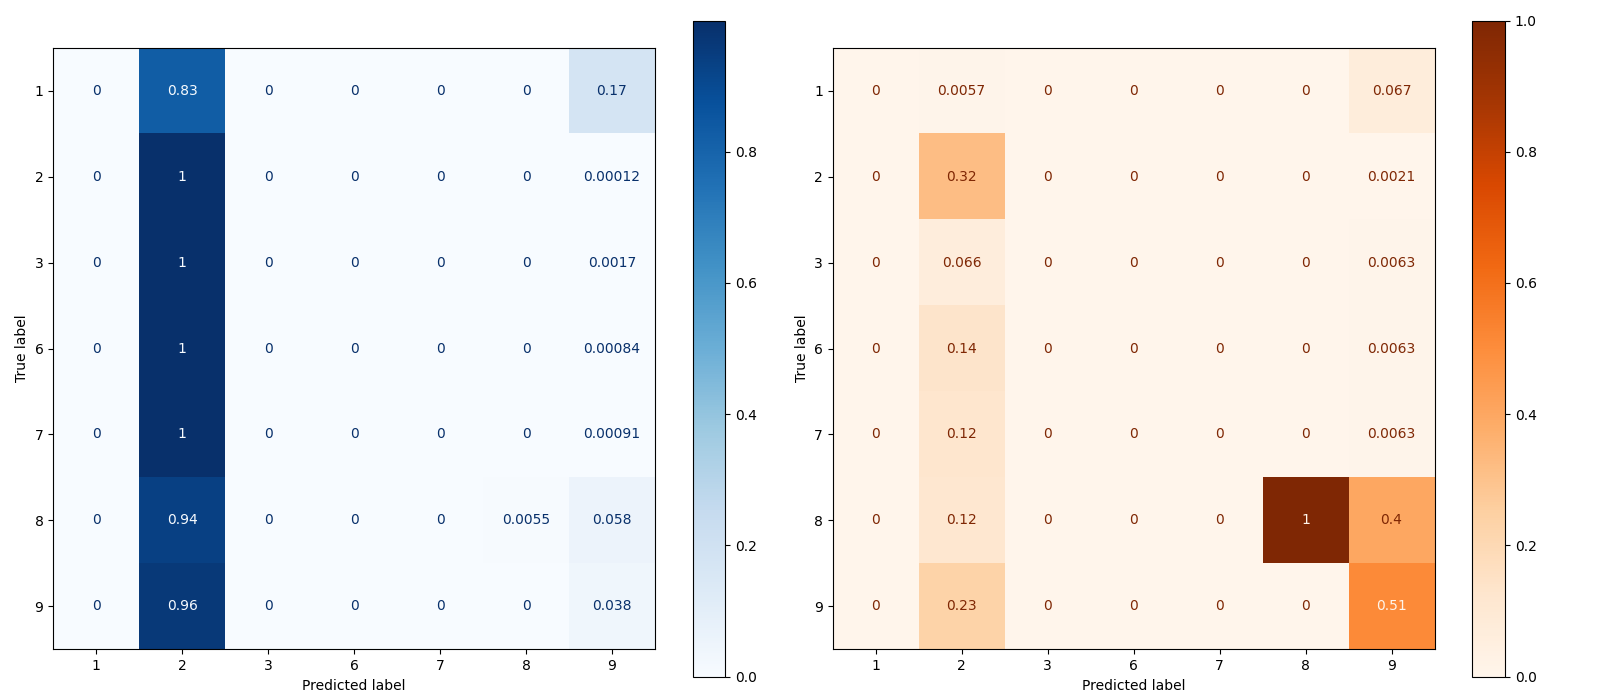 1 0 0.83 0 0 0 0 0.17
2 0 1 0 0 0 0 0.00012
3 0 1 0 0 0 0 0.0017
6 0 1 0 0 0 0 0.00084
7 0 1 0 0 0 0 0.00091
8 0 0.94 0 0 0 0.0055 0.058
9 0 0.96 0 0 0 0 0.038
1 2 3 6 7 8 9
True label
Predicted label
0.8
0.6
0.4
0.2
0.0
1 0 0.0057 0 0 0 0 0.067
2 0 0.32 0 0 0 0 0.0021
3 0 0.066 0 0 0 0 0.0063
6 0 0.14 0 0 0 0 0.0063
7 0 0.12 0 0 0 0 0.0063
8 0 0.12 0 0 0 1 0.4
9 0 0.23 0 0 0 0 0.51
1 2 3 6 7 8 9
True label
Predicted label
1.0
0.8
0.6
0.4
0.2
0.0